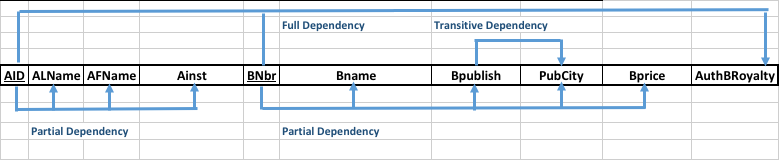 Full Dependency Transitive Dependency
AID ALName AFName Ainst BNbr Bname Bpublish PubCity Bprice AuthBRoyalty
Partial Dependency Partial Dependency